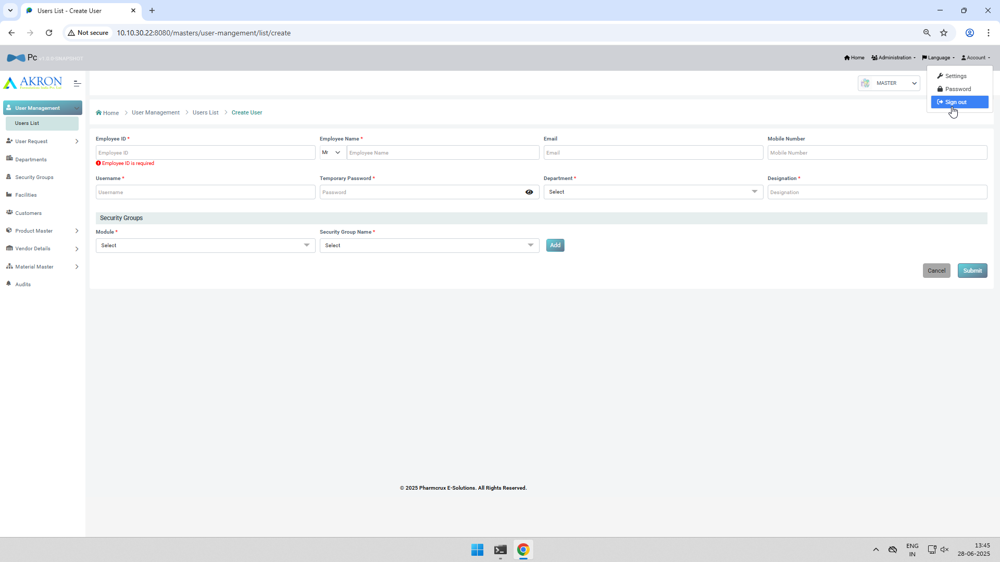 Users List - Create User
Not secure
10.10.30.22:8080/masters/user-mangement/list/create
Pc v1.0.0-SNAPSHOT
Home
Administration
Language
Account
Settings
Password
Sign out
AKRON
Formulations India Pvt. Ltd
MASTER
User Management
Users List
User Request
Departments
Security Groups
Facilities
Customers
Product Master
Vendor Details
Material Master
Audits
Home > User Management > Users List > Create User
Employee ID *
Employee Name *
Email
Mobile Number
Employee ID
Mr
Employee Name
Email
Mobile Number
Employee ID is required
Username *
Temporary Password *
Department *
Designation *
Username
Password
Select
Designation
Security Groups
Module *
Security Group Name *
Select
Select
Add
Cancel
Submit
© 2025 Pharmcrux E-Solutions. All Rights Reserved.
ENG
IN
13:45
28-06-2025